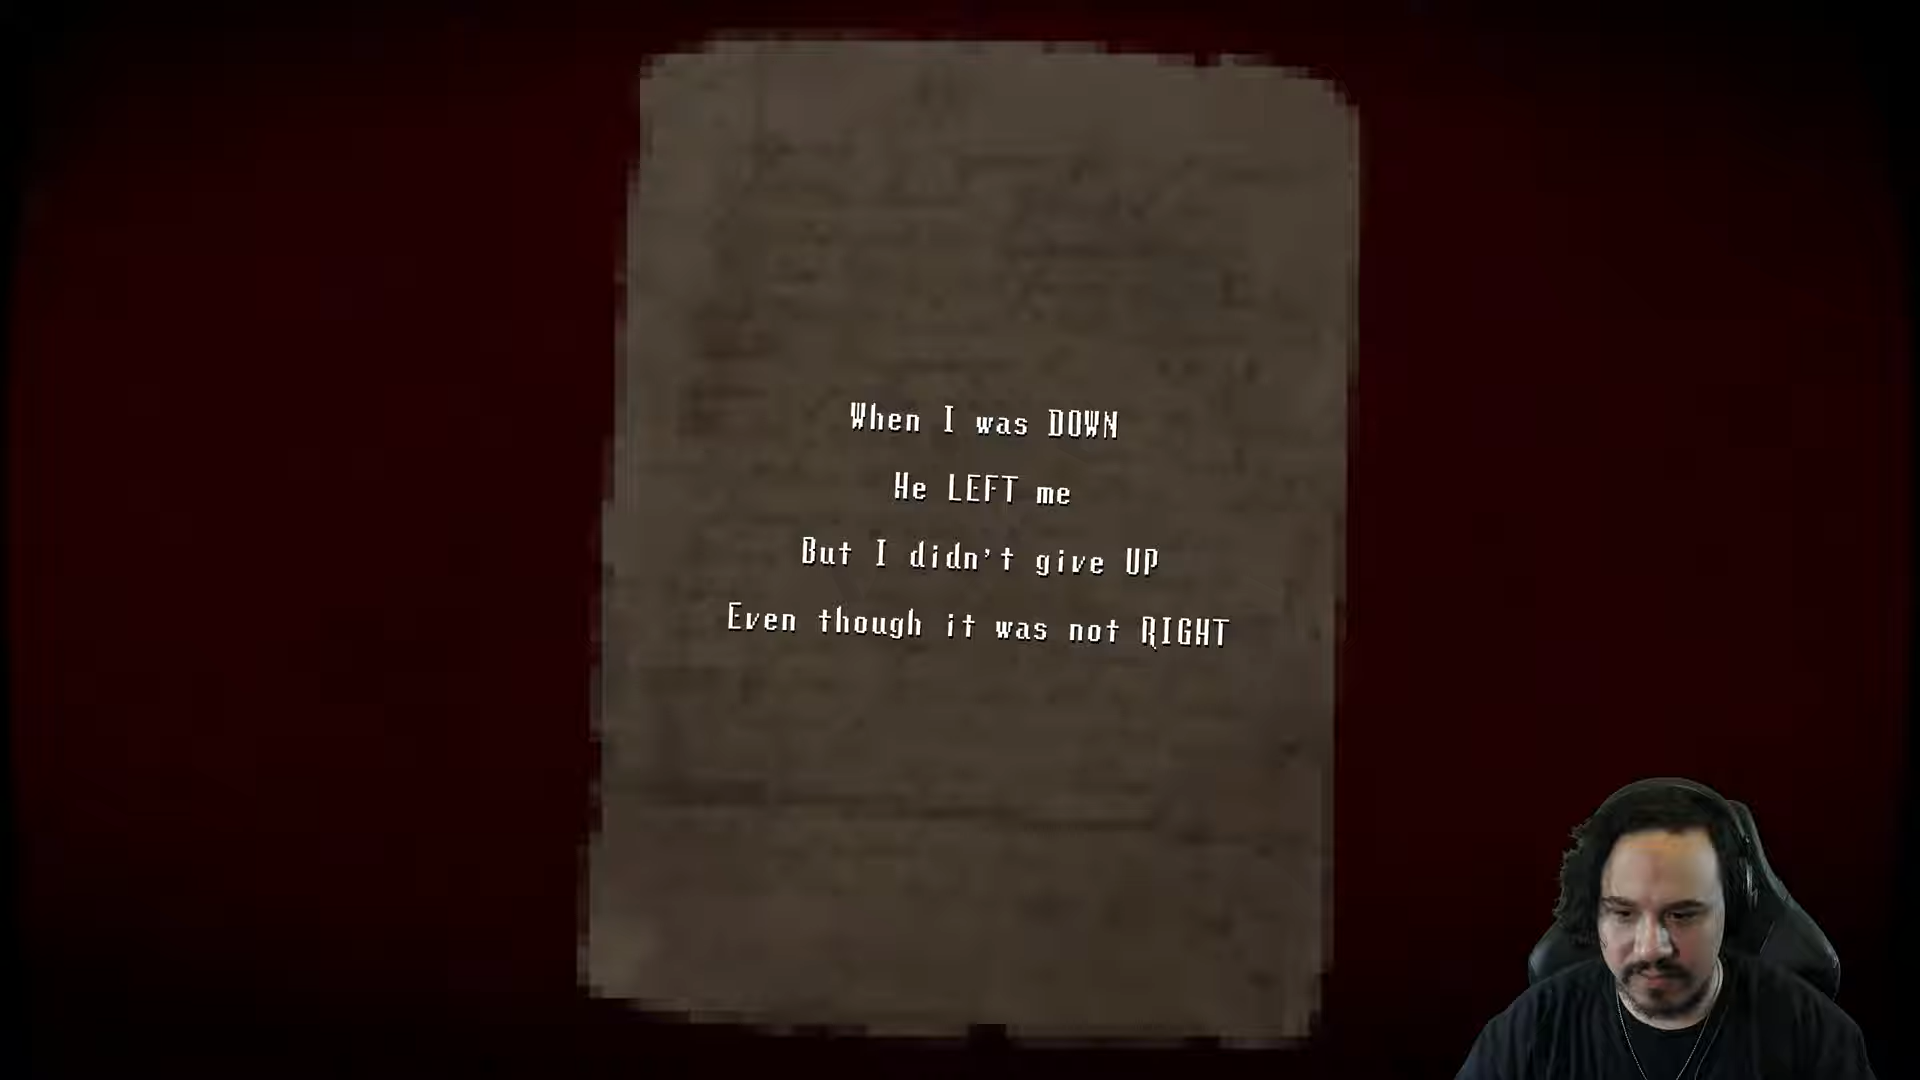 When I was DOWN
He LEFT me
But I didn't give UP
Even though it was not RIGHT